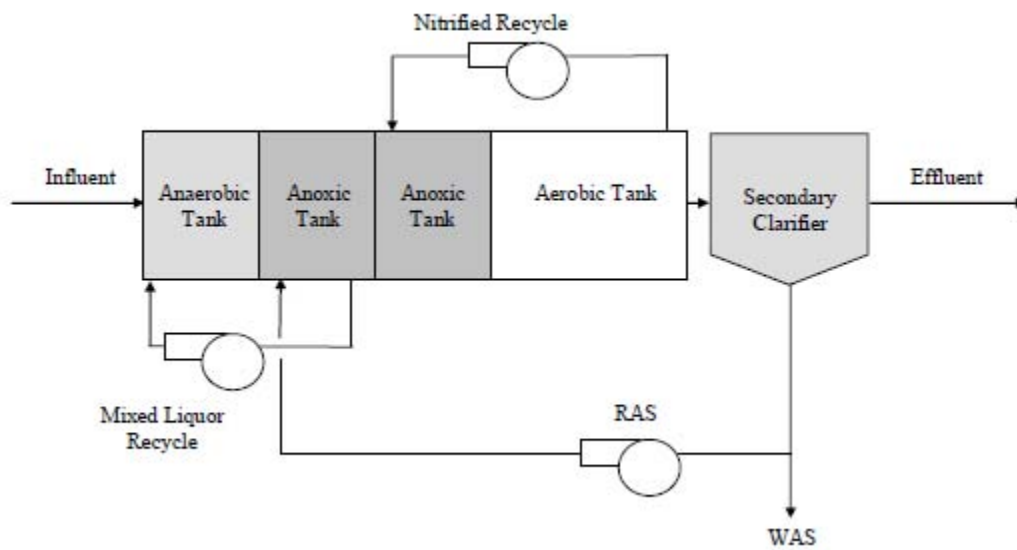 Nitrified Recycle
Influent
Anaerobic
Tank
Anoxic
Tank
Anoxic
Tank
Aerobic Tank
Secondary
Clarifier
Effluent
Mixed Liquor
Recycle
RAS
WAS